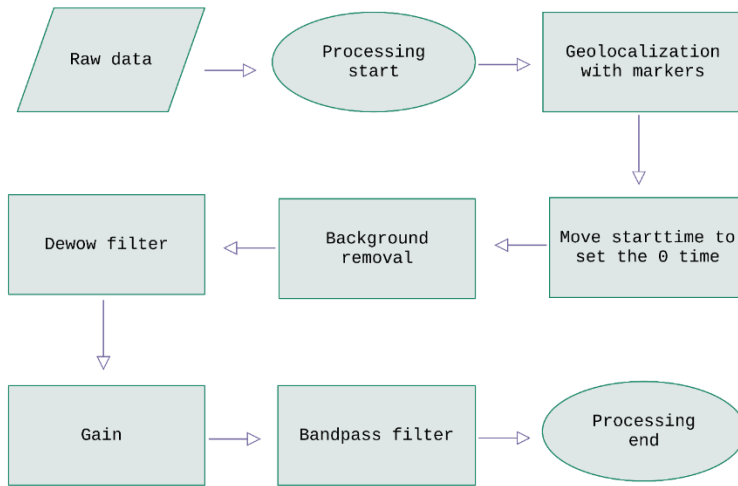 Raw data
Processing
start
Geolocalization
with markers
Move starttime to
set the 0 time
Background
removal
Dewow filter
Gain
Bandpass filter
Processing
end